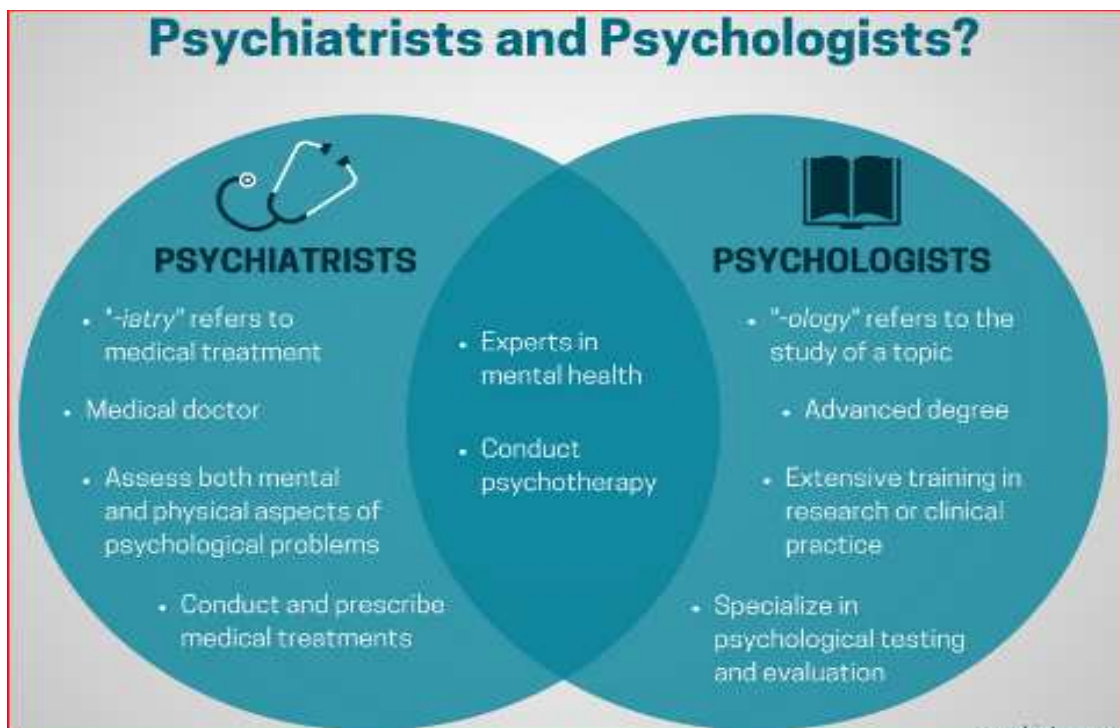 Psychiatrists and Psychologists?
PSYCHIATRISTS
• "-iatry" refers to
medical treatment
• Medical doctor
• Assess both mental
and physical aspects of
psychological problems
• Conduct and prescribe
medical treatments
• Experts in
mental health
• Conduct
psychotherapy
PSYCHOLOGISTS
• "-ology" refers to the
study of a topic
• Advanced degree
• Extensive training in
research or clinical
practice
• Specialize in
psychological testing
and evaluation